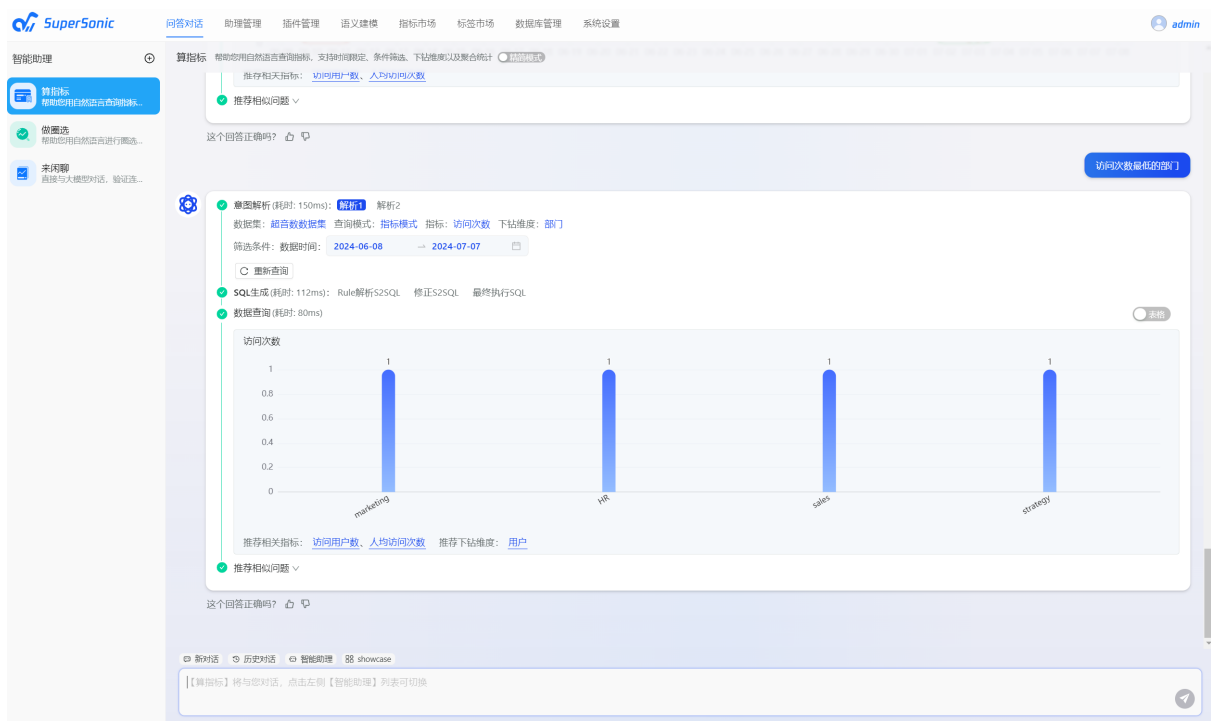 SuperSonic
问答对话 助理管理 插件管理 语义建模 指标市场 标签市场 数据库管理 系统设置
admin
智能助理
算指标
帮助您用自然语言查询指标...
做圈选
帮助您用自然语言进行圈选...
来闲聊
直接与大模型对话，验证连...
算指标 帮助您用自然语言查询指标，支持时间限定、条件筛选、下钻维度以及聚合统计 精简模式
推荐相关指标： 访问用户数、人均访问次数
推荐相似问题
这个回答正确吗？
访问次数最低的部门
意图解析(耗时: 150ms)： 解析1 解析2
数据集：超音数数据集 查询模式：指标模式 指标：访问次数 下钻维度：部门
筛选条件：数据时间： 2024-06-08 → 2024-07-07
重新查询
SQL生成(耗时: 112ms)： Rule解析S2SQL 修正S2SQL 最终执行SQL
数据查询(耗时: 80ms)
表格
访问次数
1 1 1 1
1
0.8
0.6
0.4
0.2
0
marketing HR sales strategy
推荐相关指标： 访问用户数、人均访问次数 推荐下钻维度： 用户
推荐相似问题
这个回答正确吗？
新对话 历史对话 智能助理 showcase
【算指标】将与您对话，点击左侧【智能助理】列表可切换